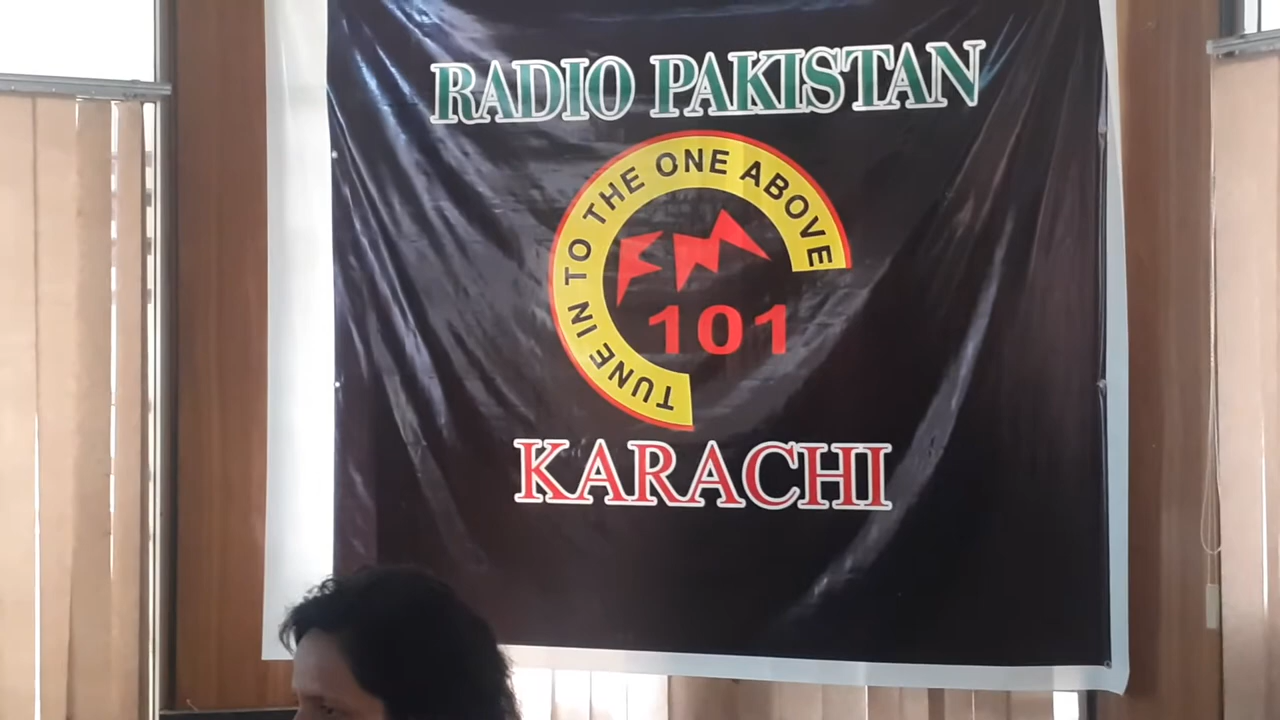 RADIO PAKISTAN
TUNE IN TO THE ONE ABOVE
FM
101
KARACHI